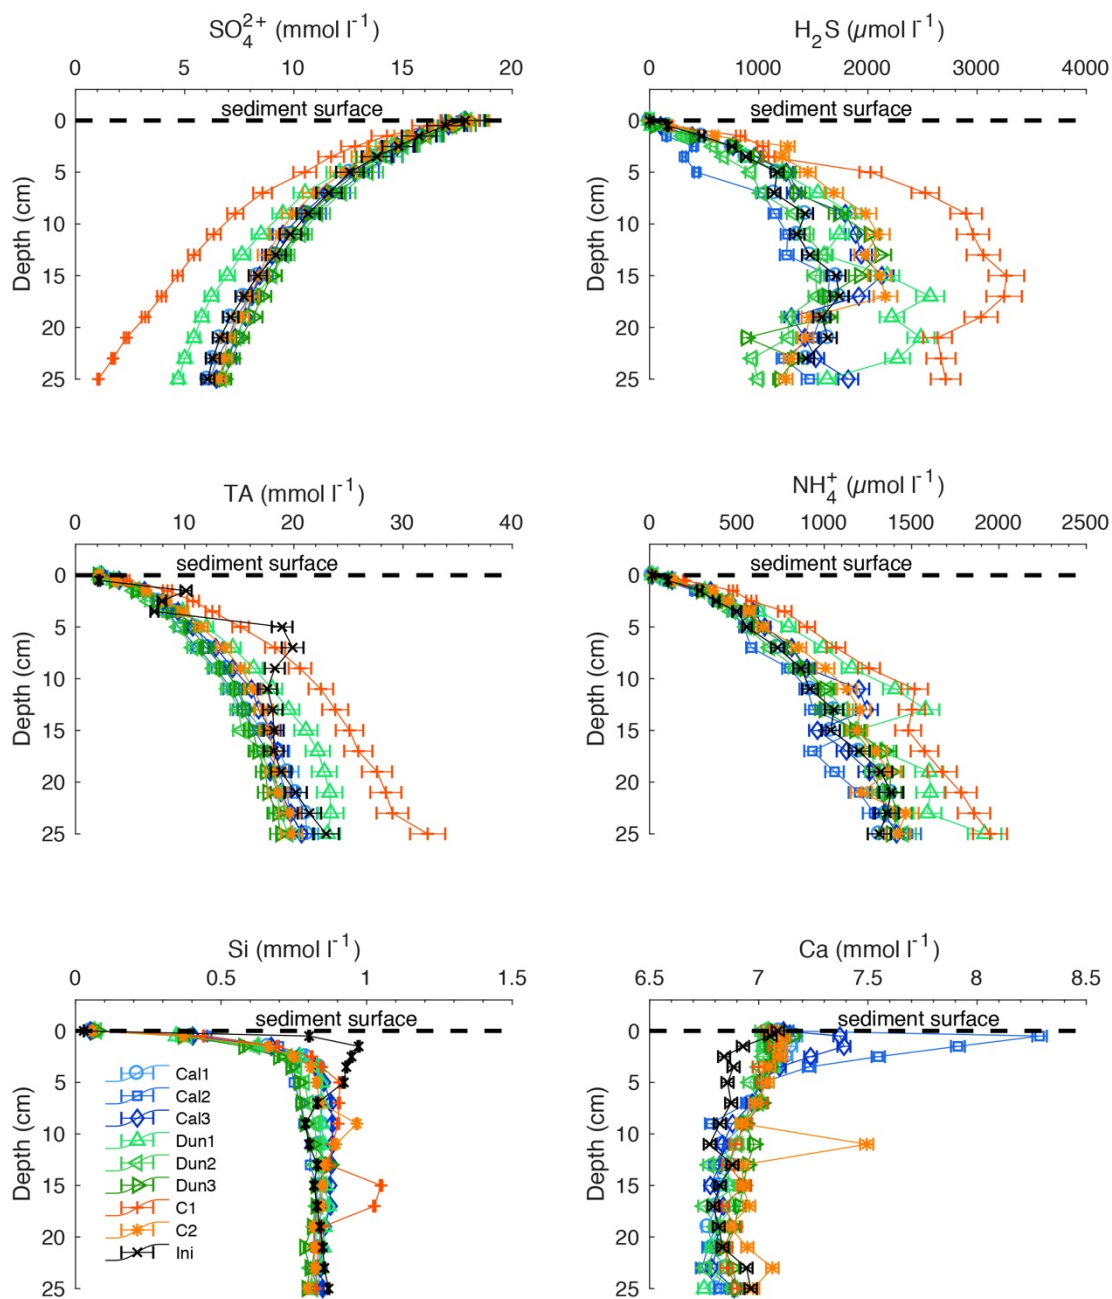 SO₄²⁺ (mmol l⁻¹)
0 5 10 15 20
sediment surface
0
5
10
15
20
25
Depth (cm)
H₂S (µmol l⁻¹)
0 1000 2000 3000 4000
sediment surface
0
5
10
15
20
25
Depth (cm)
TA (mmol l⁻¹)
0 10 20 30 40
sediment surface
0
5
10
15
20
25
Depth (cm)
NH₄⁺ (µmol l⁻¹)
0 500 1000 1500 2000 2500
sediment surface
0
5
10
15
20
25
Depth (cm)
Si (mmol l⁻¹)
0 0.5 1 1.5
sediment surface
0
5
10
15
20
25
Depth (cm)
Cal1
Cal2
Cal3
Dun1
Dun2
Dun3
C1
C2
Ini
Ca (mmol l⁻¹)
6.5 7 7.5 8 8.5
sediment surface
0
5
10
15
20
25
Depth (cm)